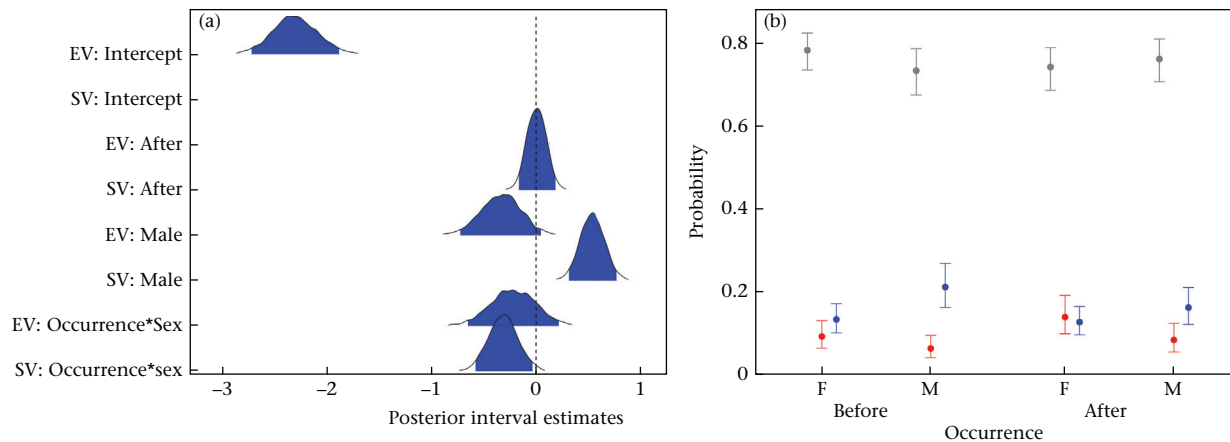 (a)
EV: Intercept
SV: Intercept
EV: After
SV: After
EV: Male
SV: Male
EV: Occurrence*Sex
SV: Occurrence*sex
−3
−2
−1
0
1
Posterior interval estimates
(b)
0.8
0.6
0.4
0.2
0
Probability
F
M
F
M
Before
After
Occurrence